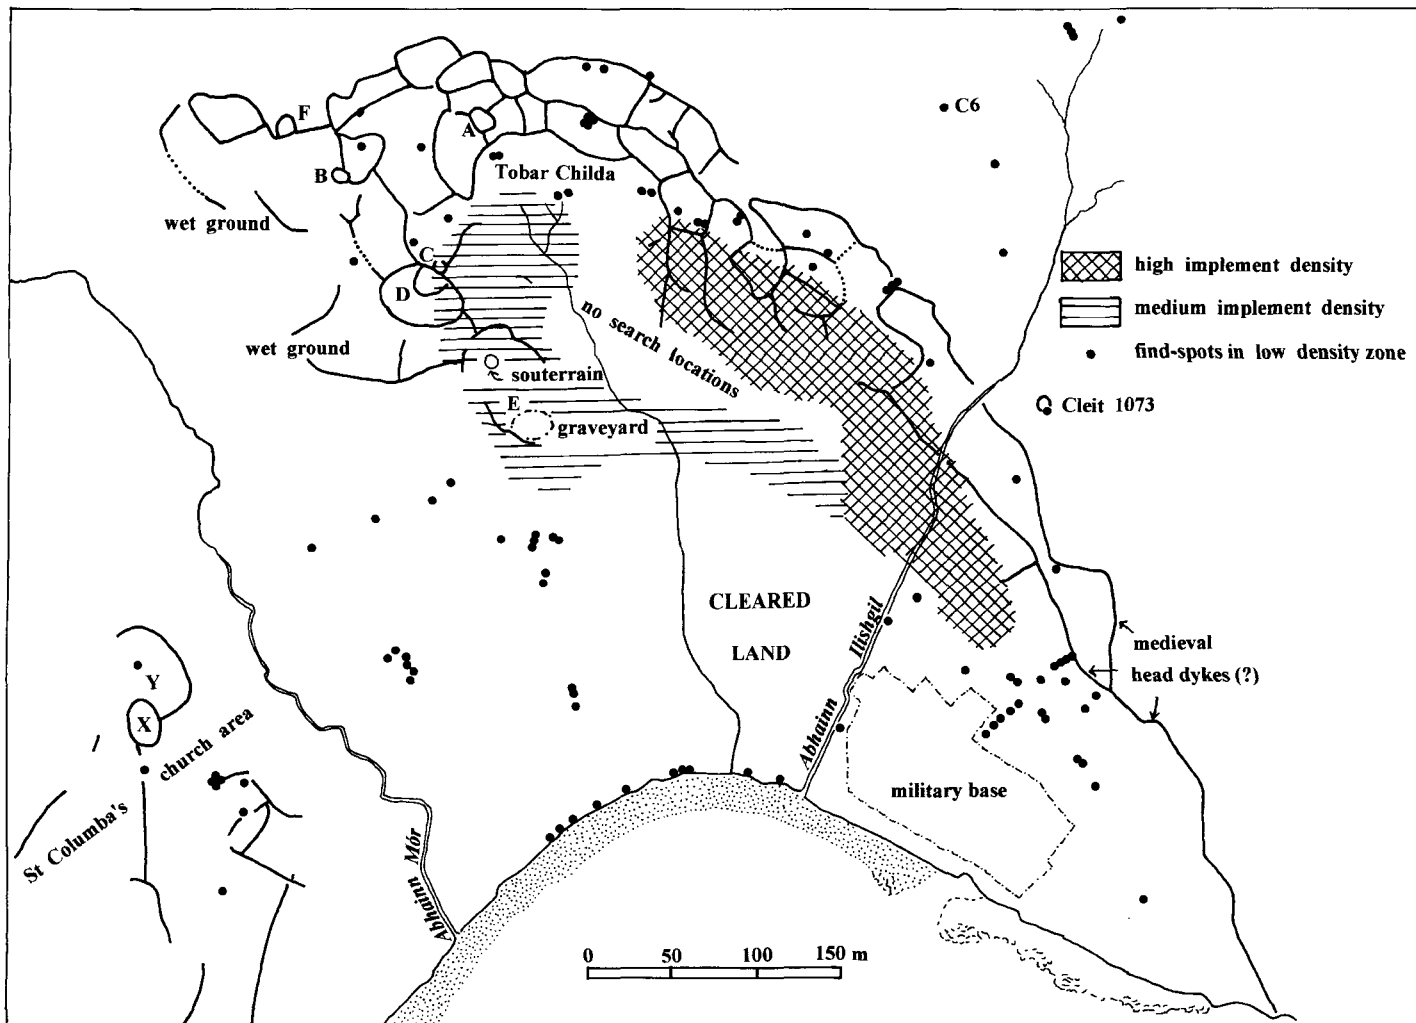 C6
F
A
B
Tobar Childa
wet ground
C
D
high implement density
medium implement density
find-spots in low density zone
no search locations
wet ground
souterrain
Cleit 1073
E
graveyard
CLEARED
LAND
Abhainn Ilishgil
medieval
head dykes (?)
Y
X
St Columba's church area
military base
Abhainn Mór
0 50 100 150 m